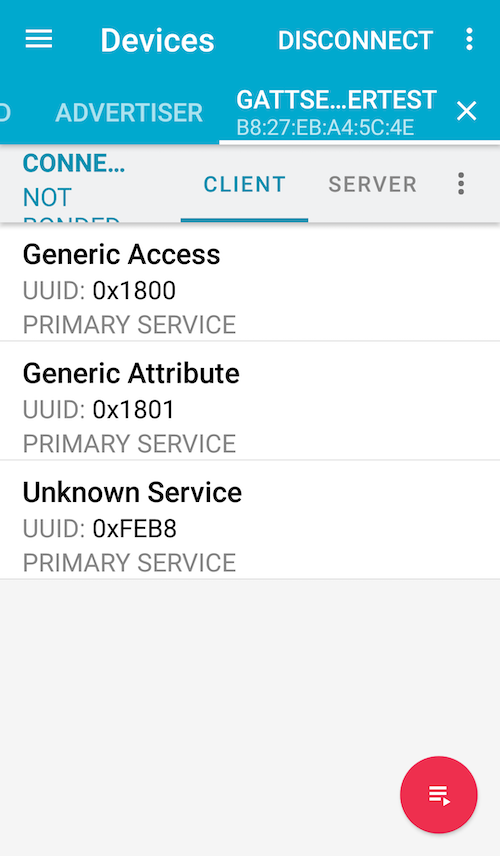 Devices
DISCONNECT
D
ADVERTISER
GATTSE...ERTEST
B8:27:EB:A4:5C:4E
CONNE...
NOT
BONDED
CLIENT
SERVER
Generic Access
UUID: 0x1800
PRIMARY SERVICE
Generic Attribute
UUID: 0x1801
PRIMARY SERVICE
Unknown Service
UUID: 0xFEB8
PRIMARY SERVICE